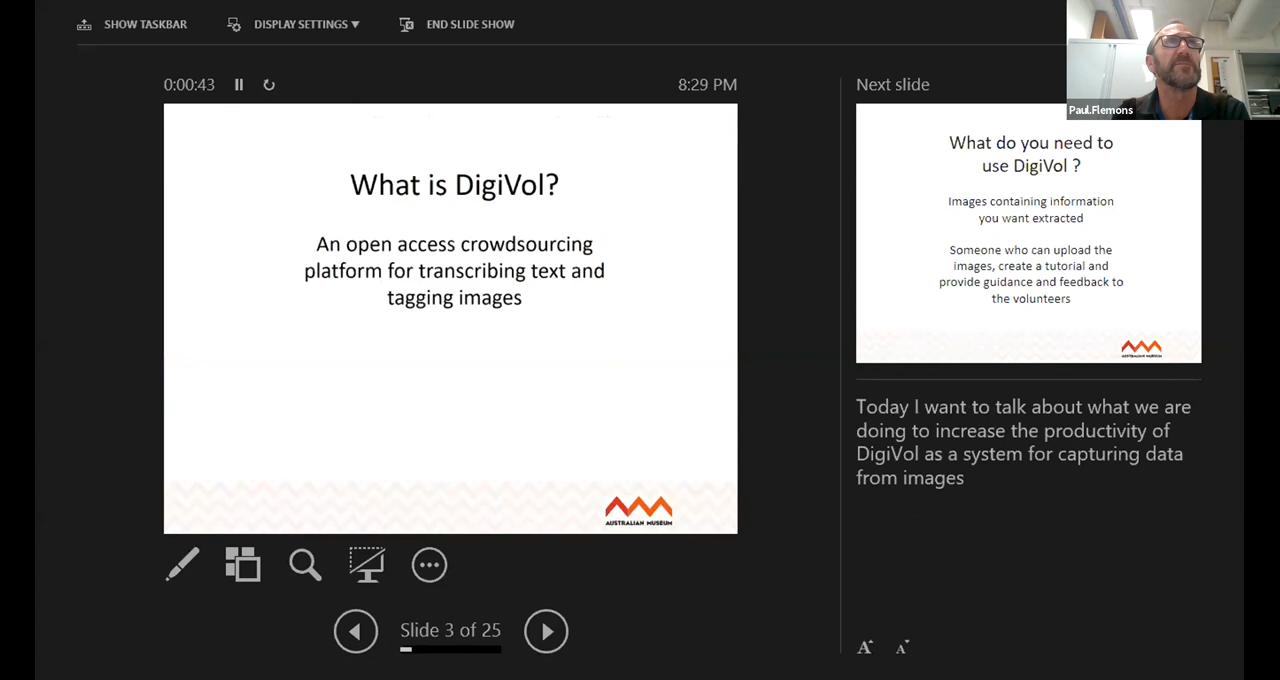 SHOW TASKBAR
DISPLAY SETTINGS ▼
END SLIDE SHOW
Paul.Flemons
0:00:43
8:29 PM
What is DigiVol?
An open access crowdsourcing
platform for transcribing text and
tagging images
AUSTRALIAN MUSEUM
Slide 3 of 25
Next slide
What do you need to
use DigiVol ?
Images containing information
you want extracted
Someone who can upload the
images, create a tutorial and
provide guidance and feedback to
the volunteers
AUSTRALIAN MUSEUM
Today I want to talk about what we are
doing to increase the productivity of
DigiVol as a system for capturing data
from images
A A